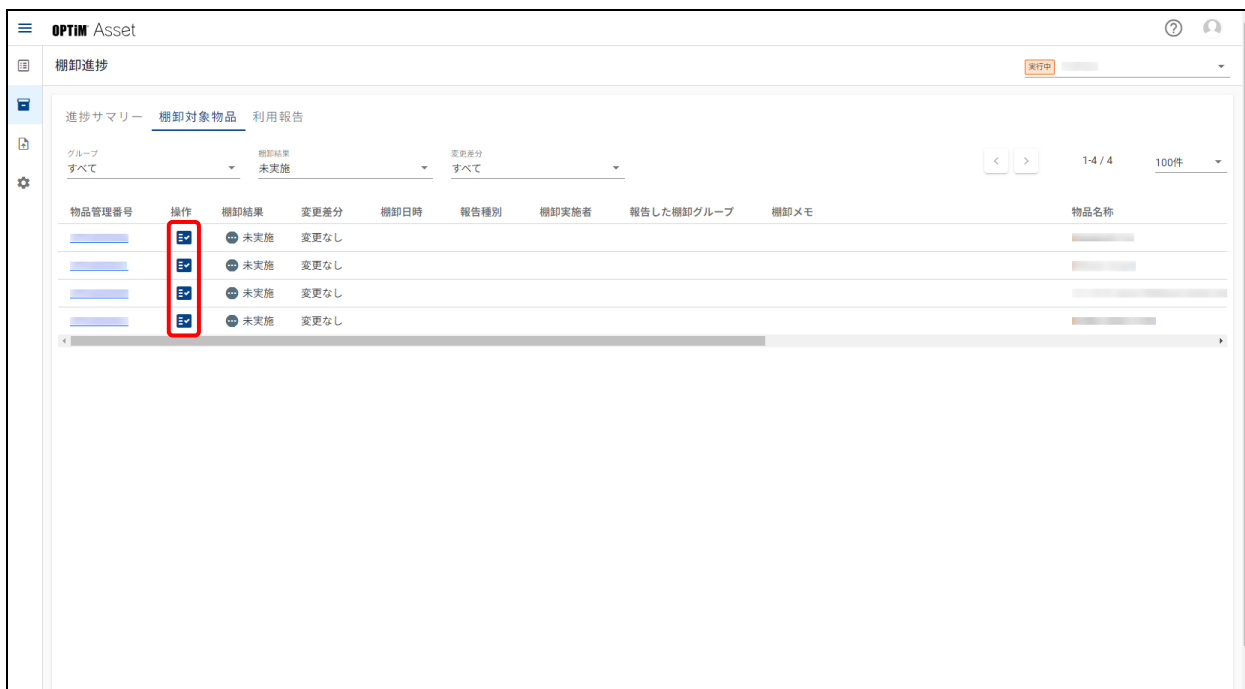 OPTiM Asset
棚卸進捗
実行中
進捗サマリー 棚卸対象物品 利用報告
グループ 棚卸結果 変更差分
すべて 未実施 すべて 1-4 / 4 100件
物品管理番号 操作 棚卸結果 変更差分 棚卸日時 報告種別 棚卸実施者 報告した棚卸グループ 棚卸メモ 物品名称
未実施 変更なし
未実施 変更なし
未実施 変更なし
未実施 変更なし